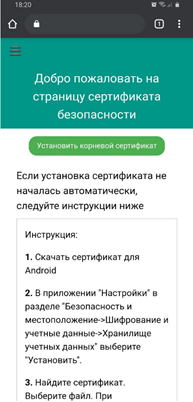 18:20
1
Добро пожаловать на
страницу сертификата
безопасности
Установить корневой сертификат
Если установка сертификата не
началась автоматически,
следуйте инструкции ниже
Инструкция:
1. Скачать сертификат для
Android
2. В приложении "Настройки" в
разделе "Безопасность и
местоположение->Шифрование и
учетные данные->Хранилище
учетных данных" выберите
"Установить".
3. Найдите сертификат.
Выберите файл. При